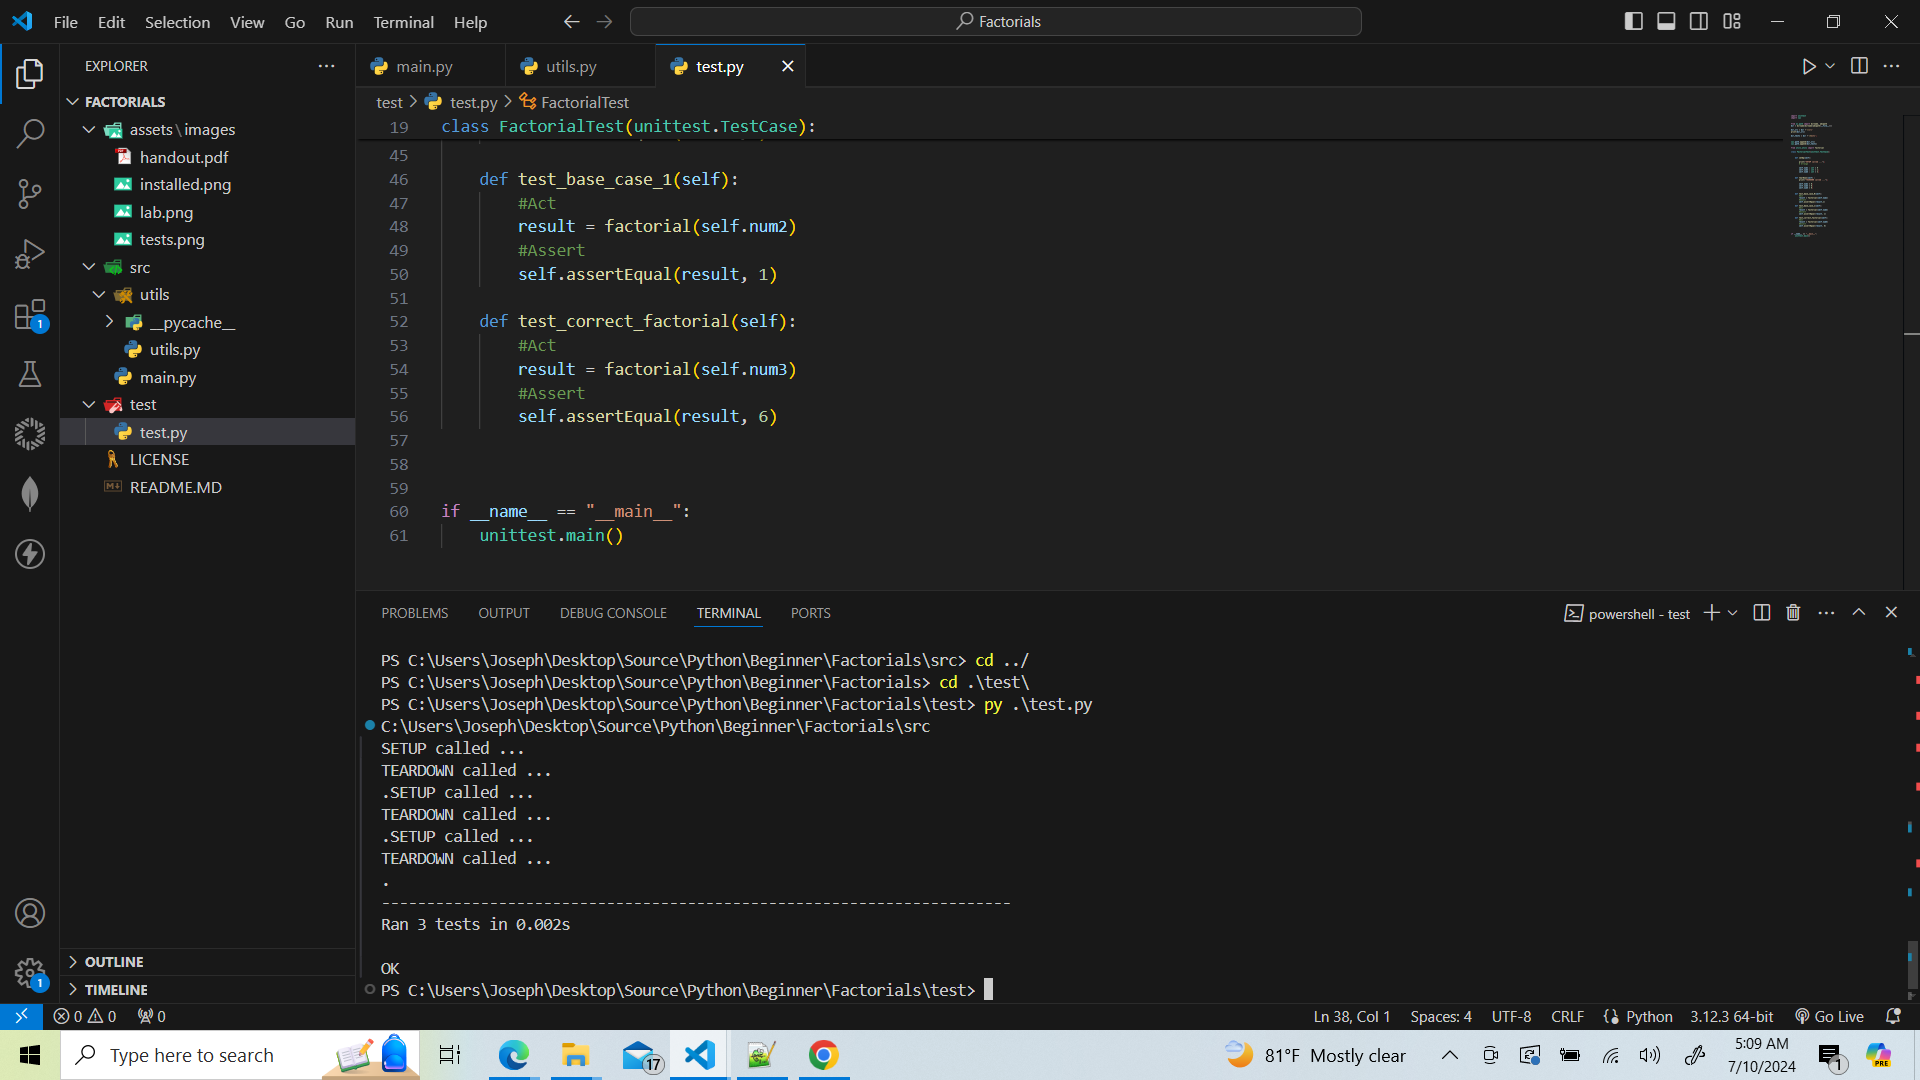 File Edit Selection View Go Run Terminal Help
Factorials
EXPLORER
FACTORIALS
assets\images
handout.pdf
installed.png
lab.png
tests.png
src
utils
__pycache__
utils.py
main.py
test
test.py
LICENSE
README.MD
OUTLINE
TIMELINE
main.py utils.py test.py
test > test.py > FactorialTest
19 class FactorialTest(unittest.TestCase):
45
46 def test_base_case_1(self):
47 #Act
48 result = factorial(self.num2)
49 #Assert
50 self.assertEqual(result, 1)
51
52 def test_correct_factorial(self):
53 #Act
54 result = factorial(self.num3)
55 #Assert
56 self.assertEqual(result, 6)
57
58
59
60 if __name__ == "__main__":
61 unittest.main()
PROBLEMS OUTPUT DEBUG CONSOLE TERMINAL PORTS
powershell - test
PS C:\Users\Joseph\Desktop\Source\Python\Beginner\Factorials\src> cd ../
PS C:\Users\Joseph\Desktop\Source\Python\Beginner\Factorials> cd .\test\
PS C:\Users\Joseph\Desktop\Source\Python\Beginner\Factorials\test> py .\test.py
C:\Users\Joseph\Desktop\Source\Python\Beginner\Factorials\src
SETUP called ...
TEARDOWN called ...
.SETUP called ...
TEARDOWN called ...
.SETUP called ...
TEARDOWN called ...
.
----------------------------------------------------------------------
Ran 3 tests in 0.002s
OK
PS C:\Users\Joseph\Desktop\Source\Python\Beginner\Factorials\test>
1
1
0 0 0
Ln 38, Col 1 Spaces: 4 UTF-8 CRLF Python 3.12.3 64-bit Go Live
Type here to search
17
81°F Mostly clear
5:09 AM
7/10/2024
1
PRE